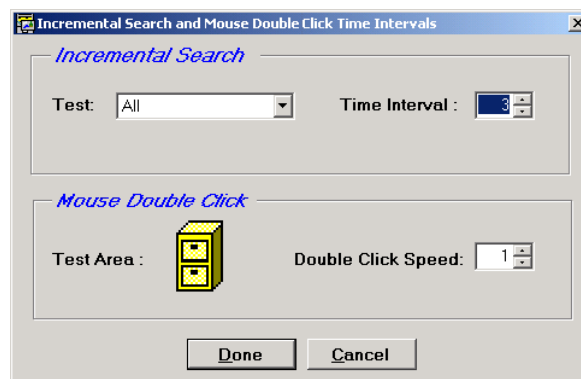 Incremental Search and Mouse Double Click Time Intervals
Incremental Search
Test: All Time Interval : 3
Mouse Double Click
Test Area : Double Click Speed: 1
Done Cancel